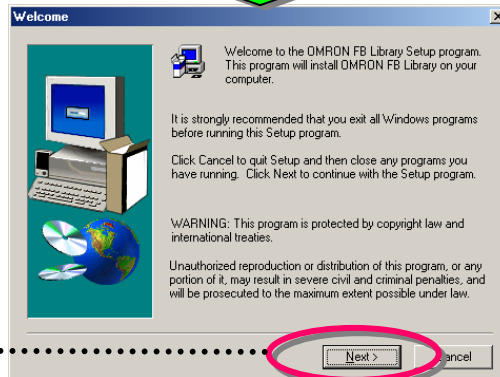 Welcome
Welcome to the OMRON FB Library Setup program.
This program will install OMRON FB Library on your
computer.
It is strongly recommended that you exit all Windows programs
before running this Setup program.
Click Cancel to quit Setup and then close any programs you
have running. Click Next to continue with the Setup program.
WARNING: This program is protected by copyright law and
international treaties.
Unauthorized reproduction or distribution of this program, or any
portion of it, may result in severe civil and criminal penalties, and
will be prosecuted to the maximum extent possible under law.
Next > Cancel